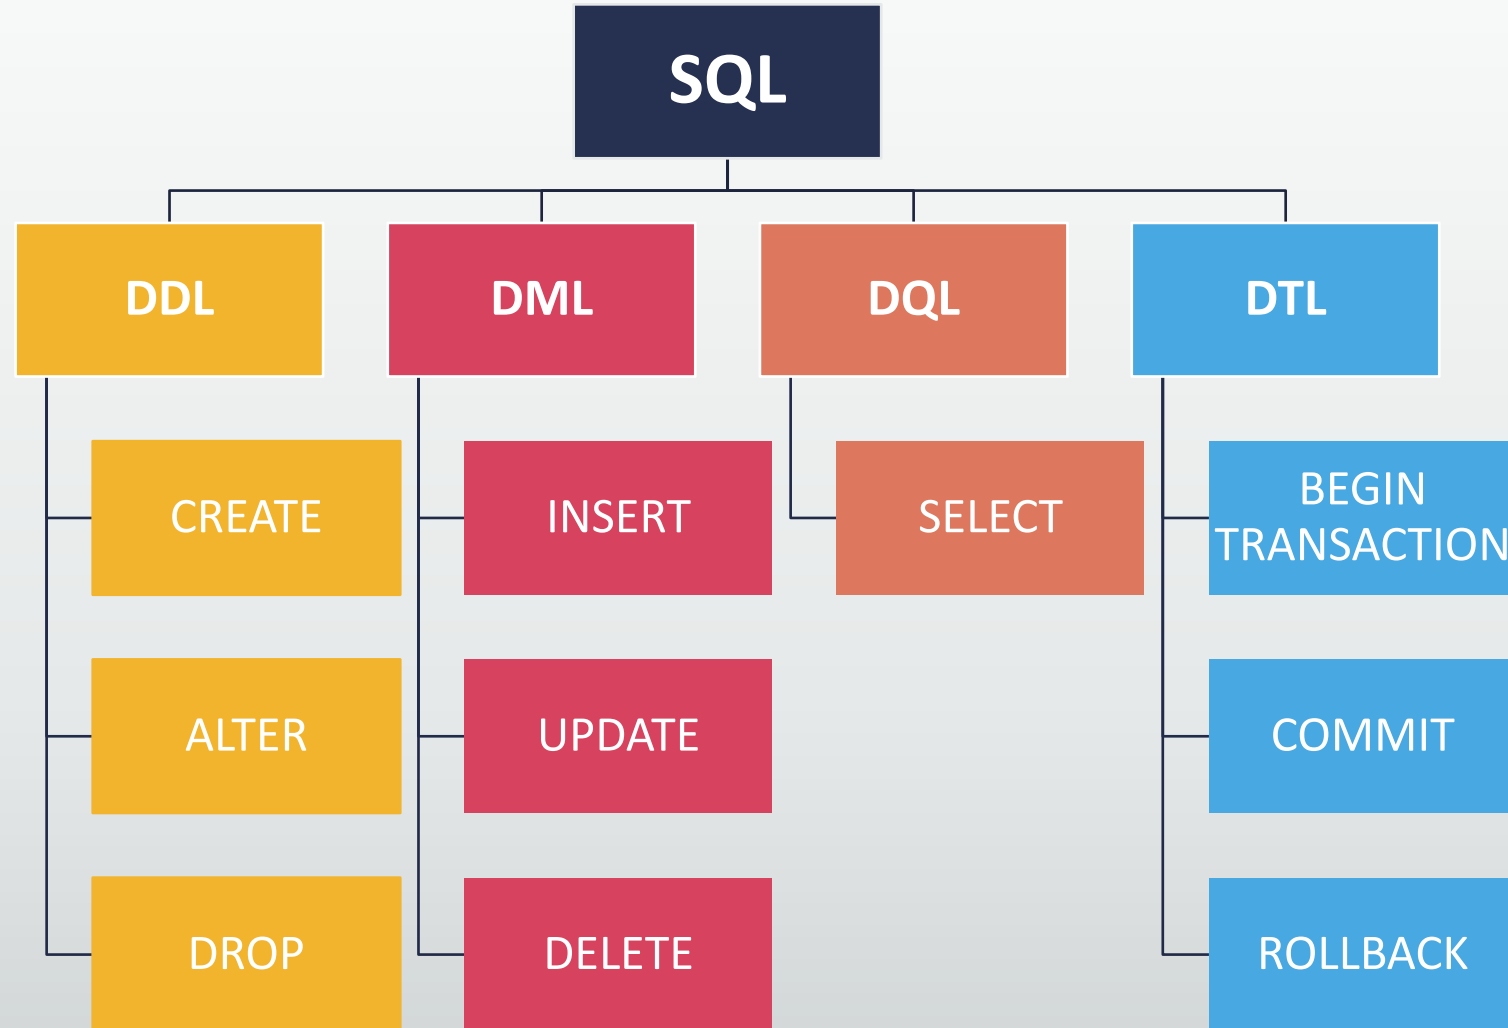 SQL
DDL
DML
DQL
DTL
CREATE
INSERT
SELECT
BEGIN
TRANSACTION
ALTER
UPDATE
COMMIT
DROP
DELETE
ROLLBACK